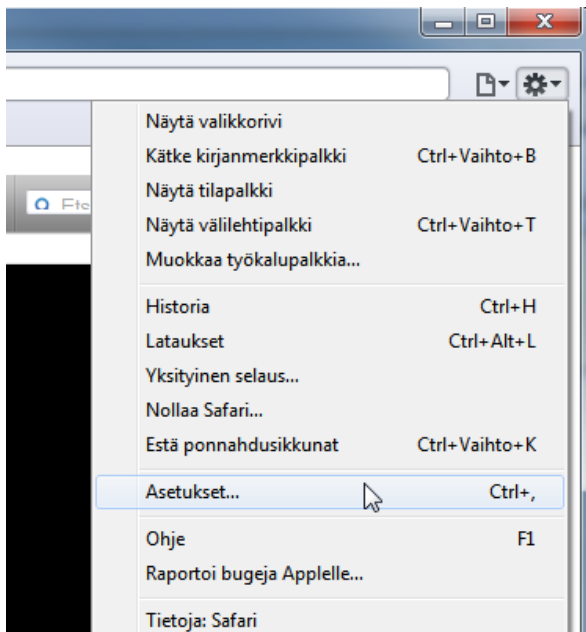 Näytä valikkorivi
Kätke kirjanmerkkipalkki Ctrl+Vaihto+B
Näytä tilapalkki
Näytä välilehtipalkki Ctrl+Vaihto+T
Muokkaa työkalupalkkia...
Historia Ctrl+H
Lataukset Ctrl+Alt+L
Yksityinen selaus...
Nollaa Safari...
Estä ponnahdusikkunat Ctrl+Vaihto+K
Asetukset... Ctrl+,
Ohje F1
Raportoi bugeja Applelle...
Tietoja: Safari